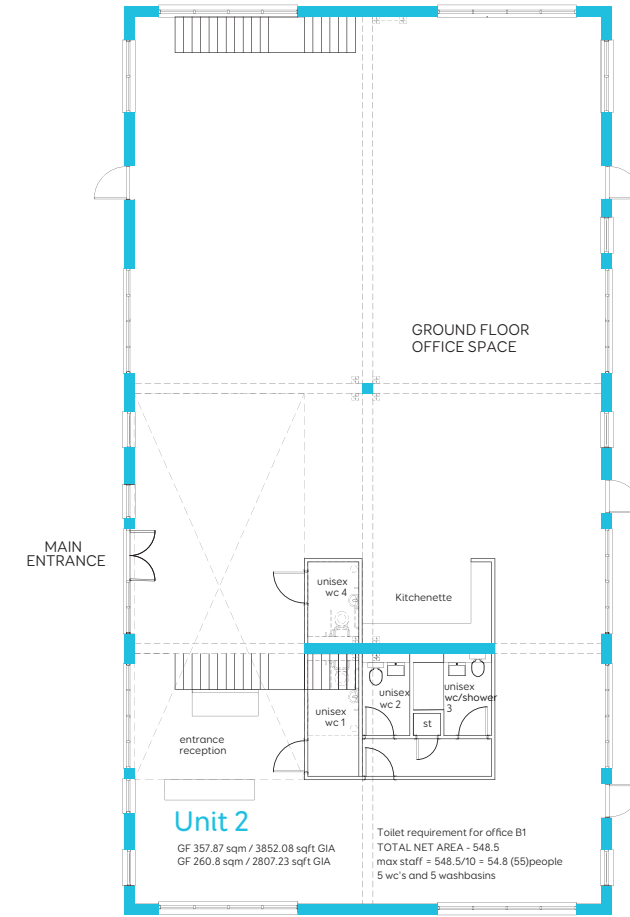 GROUND FLOOR
OFFICE SPACE
MAIN
ENTRANCE
unisex
wc 4
Kitchenette
unisex
wc 2
unisex
wc/shower
3
unisex
wc 1
st
entrance
reception
Unit 2
GF 357.87 sqm / 3852.08 sqft GIA
GF 260.8 sqm / 2807.23 sqft GIA
Toilet requirement for office B1
TOTAL NET AREA - 548.5
max staff = 548.5/10 = 54.8 (55)people
5 wc's and 5 washbasins